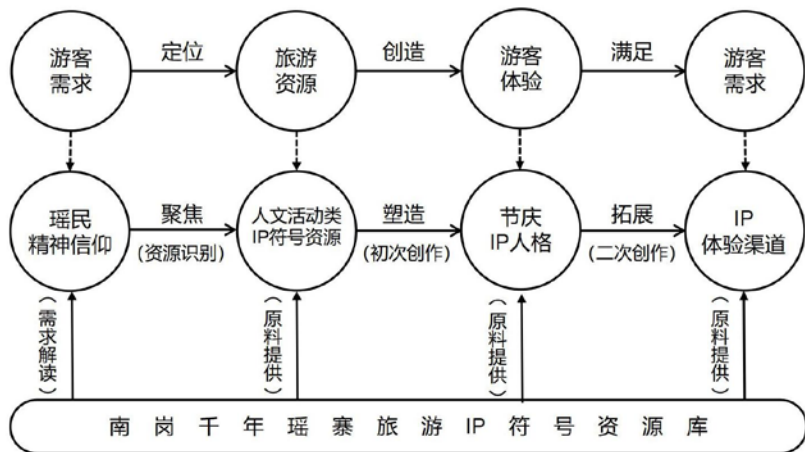 游客
需求
定位
旅游
资源
创造
游客
体验
满足
游客
需求
瑶民
精神信仰
聚焦
(资源识别)
人文活动类
IP符号资源
塑造
(初次创作)
节庆
IP人格
拓展
(二次创作)
IP
体验渠道
(需求解读)
(原料提供)
(原料提供)
(原料提供)
南岗千年瑶寨旅游IP符号资源库